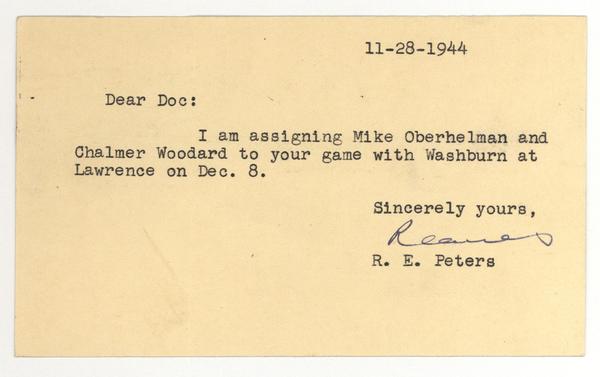 11-28-1944
Dear Doc:
I am assigning Mike Oberhelman and
Chalmer Woodard to your game with Washburn at
Lawrence on Dec. 8.
Sincerely yours,
Reaves
R. E. Peters